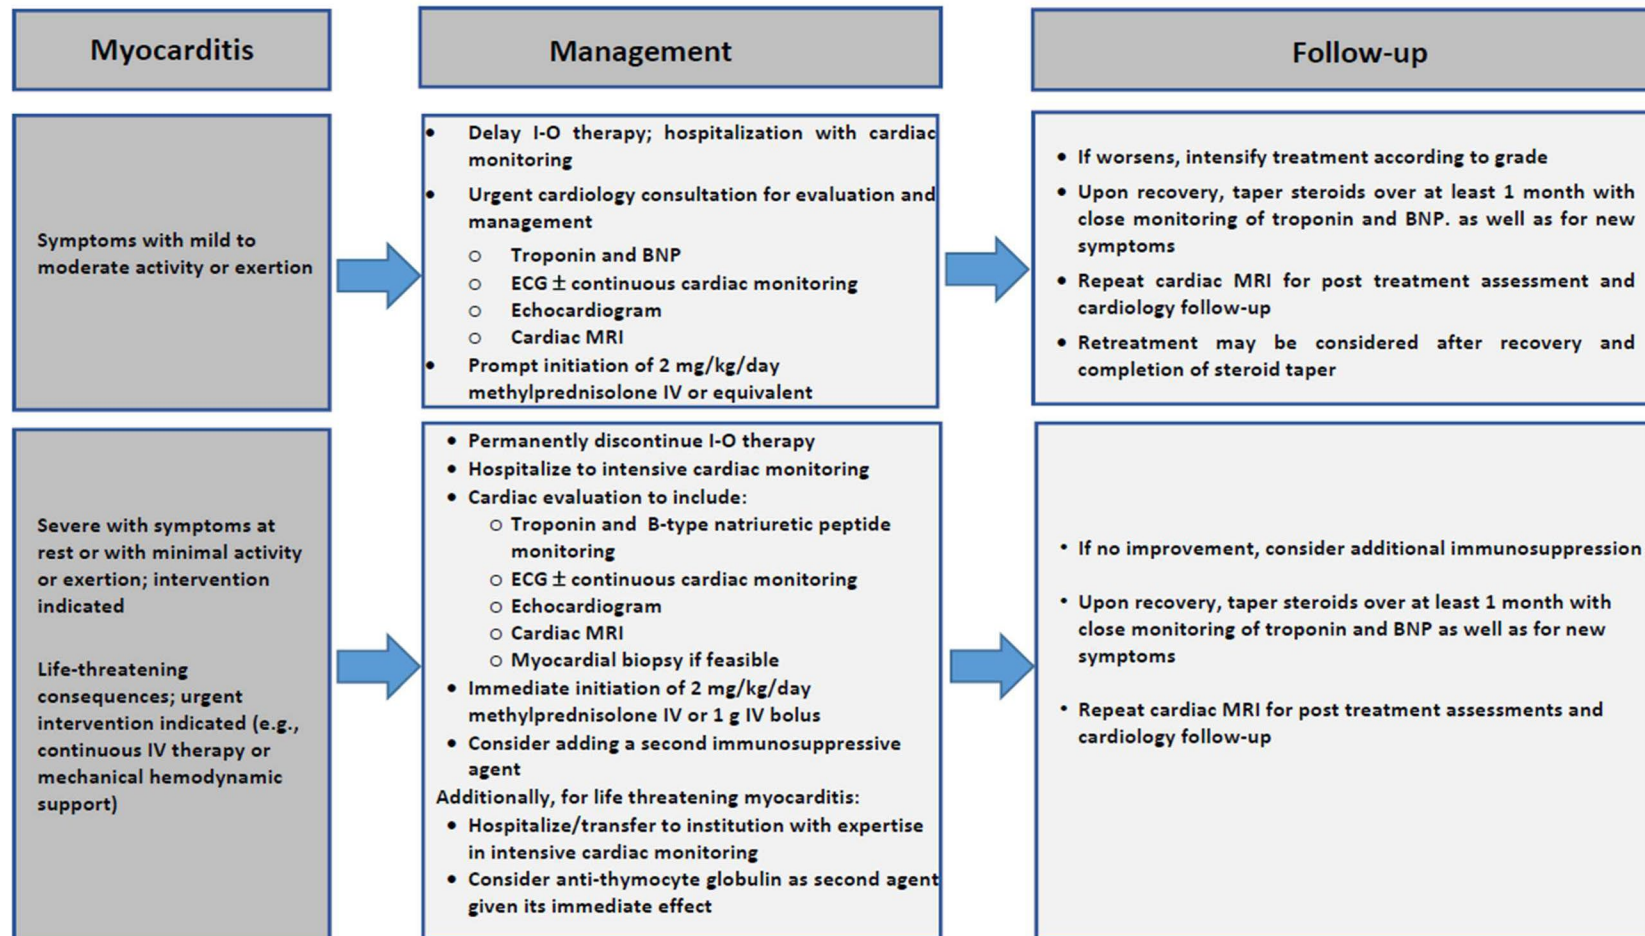 Myocarditis
Management
Follow-up
Symptoms with mild to
moderate activity or exertion
• Delay I-O therapy; hospitalization with cardiac
monitoring
• Urgent cardiology consultation for evaluation and
management
o Troponin and BNP
o ECG ± continuous cardiac monitoring
o Echocardiogram
o Cardiac MRI
• Prompt initiation of 2 mg/kg/day
methylprednisolone IV or equivalent
• If worsens, intensify treatment according to grade
• Upon recovery, taper steroids over at least 1 month with
close monitoring of troponin and BNP. as well as for new
symptoms
• Repeat cardiac MRI for post treatment assessment and
cardiology follow-up
• Retreatment may be considered after recovery and
completion of steroid taper
Severe with symptoms at
rest or with minimal activity
or exertion; intervention
indicated
Life-threatening
consequences; urgent
intervention indicated (e.g.,
continuous IV therapy or
mechanical hemodynamic
support)
• Permanently discontinue I-O therapy
• Hospitalize to intensive cardiac monitoring
• Cardiac evaluation to include:
o Troponin and B-type natriuretic peptide
monitoring
o ECG ± continuous cardiac monitoring
o Echocardiogram
o Cardiac MRI
o Myocardial biopsy if feasible
• Immediate initiation of 2 mg/kg/day
methylprednisolone IV or 1 g IV bolus
• Consider adding a second immunosuppressive
agent
Additionally, for life threatening myocarditis:
• Hospitalize/transfer to institution with expertise
in intensive cardiac monitoring
• Consider anti-thymocyte globulin as second agent
given its immediate effect
• If no improvement, consider additional immunosuppression
• Upon recovery, taper steroids over at least 1 month with
close monitoring of troponin and BNP as well as for new
symptoms
• Repeat cardiac MRI for post treatment assessments and
cardiology follow-up